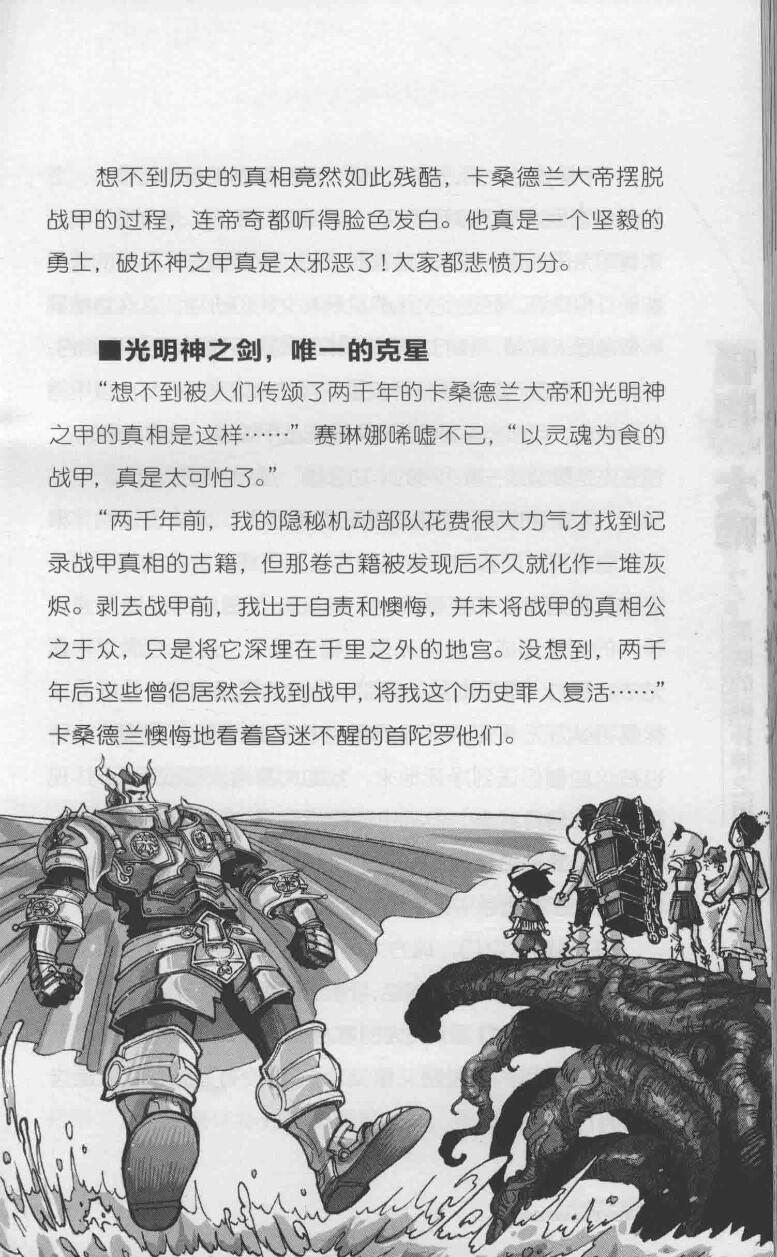 想不到历史的真相竟然如此残酷，卡桑德兰大帝摆脱
战甲的过程，连帝奇都听得脸色发白。他真是一个坚毅的
勇士，破坏神之甲真是太邪恶了！大家都悲愤万分。
■光明神之剑，唯一的克星
“想不到被人们传颂了两千年的卡桑德兰大帝和光明神
之甲的真相是这样……”赛琳娜唏嘘不已，“以灵魂为食的
战甲，真是太可怕了。”
“两千年前，我的隐秘机动部队花费很大力气才找到记
录战甲真相的古籍，但那卷古籍被发现后不久就化作一堆灰
烬。剥去战甲前，我出于自责和懊悔，并未将战甲的真相公
之于众，只是将它深埋在千里之外的地宫。没想到，两千
年后这些僧侣居然会找到战甲，将我这个历史罪人复活……”
卡桑德兰懊悔地看着昏迷不醒的首陀罗他们。